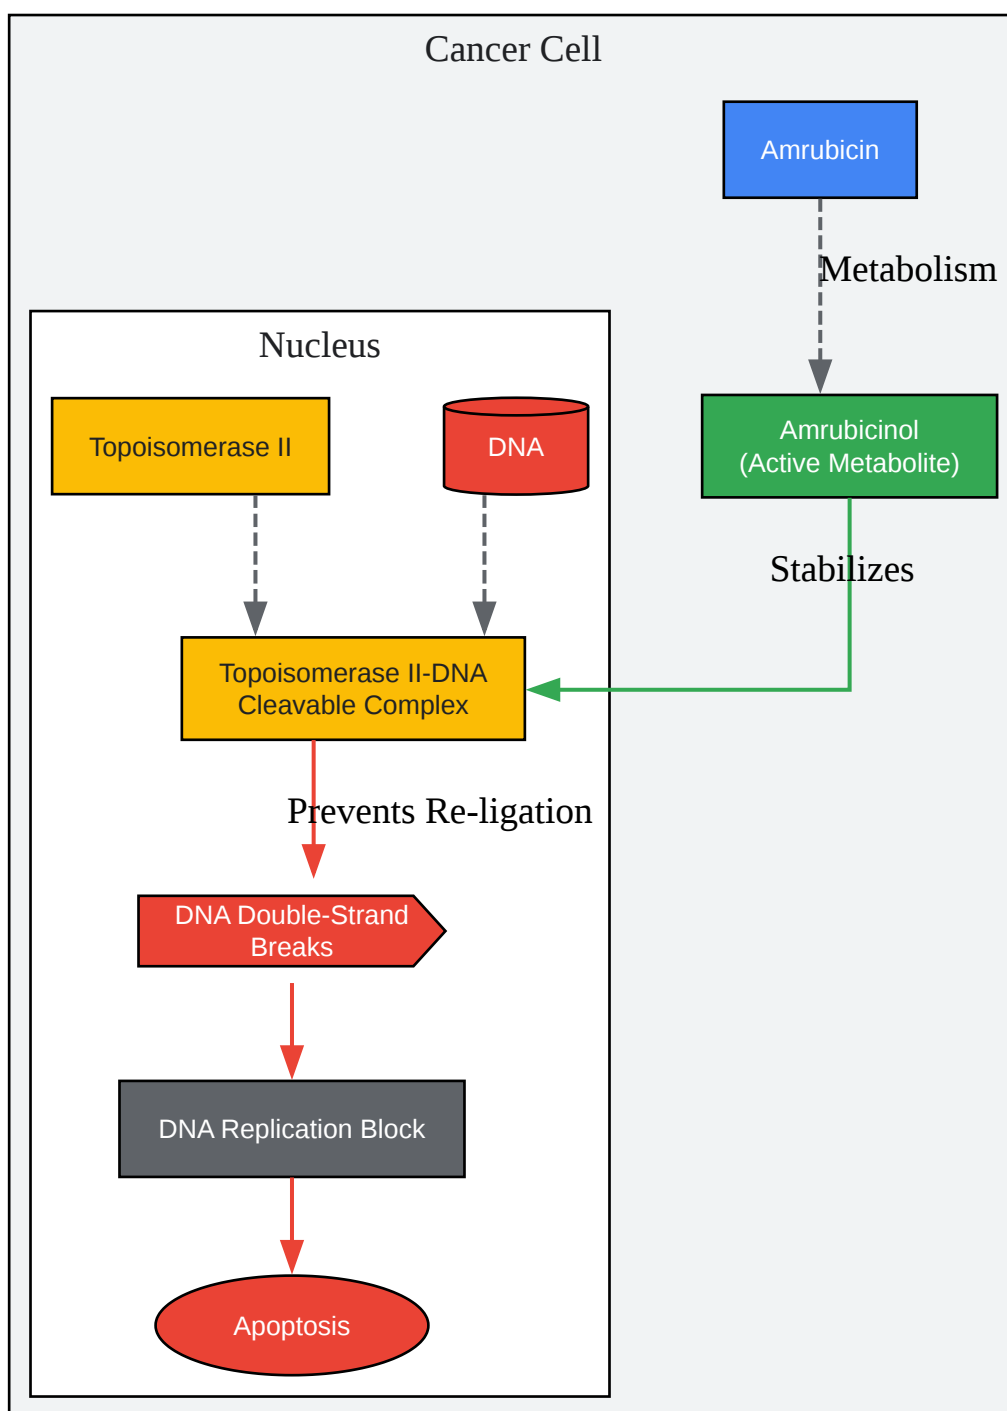 Cancer Cell
Amrubicin
Metabolism
Nucleus
Topoisomerase II
DNA
Amrubicinol
(Active Metabolite)
Stabilizes
Topoisomerase II-DNA
Cleavable Complex
Prevents Re-ligation
DNA Double-Strand
Breaks
DNA Replication Block
Apoptosis